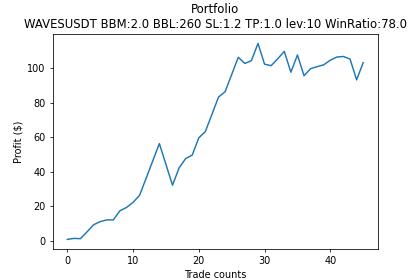 Portfolio
WAVESUSDT BBM:2.0 BBL:260 SL:1.2 TP:1.0 lev:10 WinRatio:78.0
Profit ($)
100
80
60
40
20
0
0 10 20 30 40
Trade counts